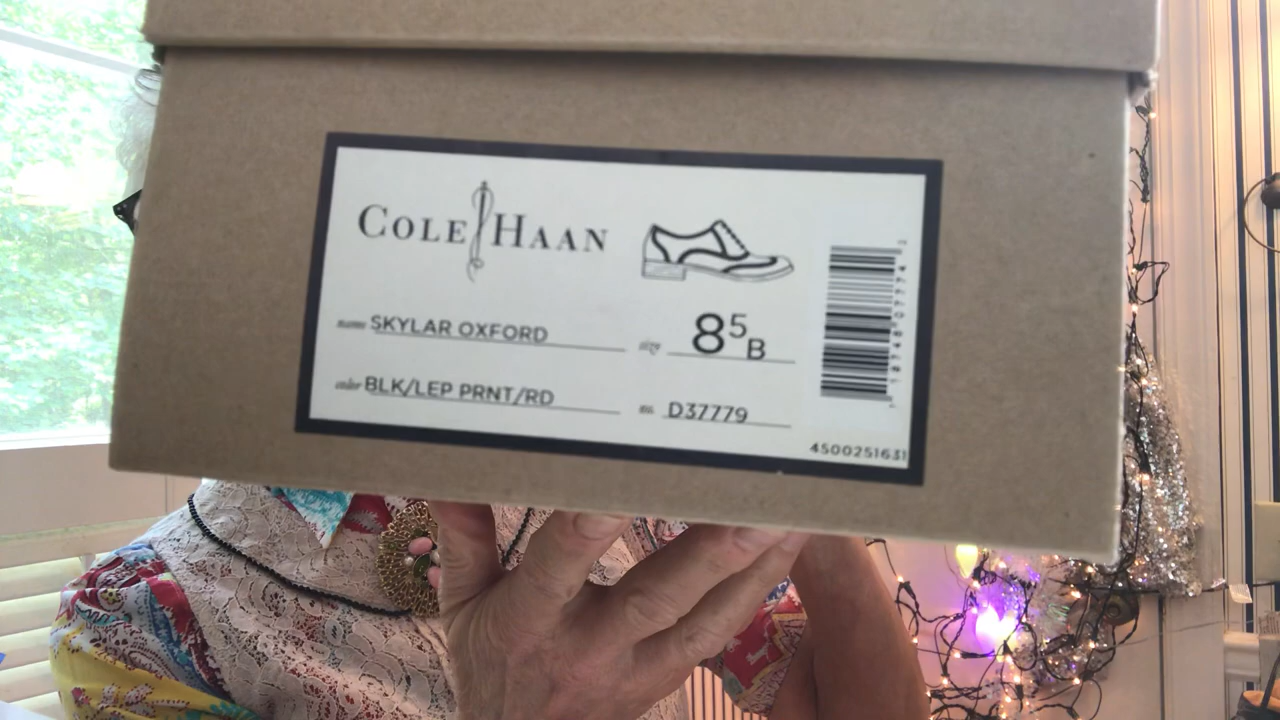 COLE HAAN
name SKYLAR OXFORD
size 8 5 B
color BLK/LEP PRNT/RD
no. D37779
4500251631